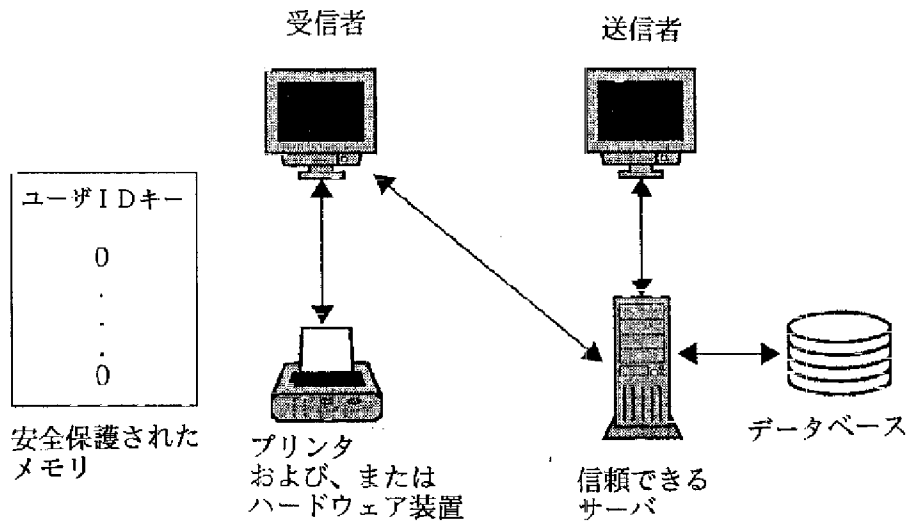 受信者
送信者
ユーザIDキー
0
.
.
.
0
安全保護された
メモリ
プリンタ
および、または
ハードウェア装置
信頼できる
サーバ
データベース